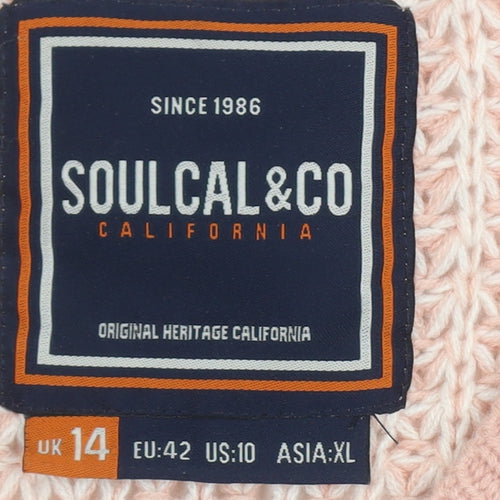 SINCE 1986
SOULCAL&CO
CALIFORNIA
ORIGINAL HERITAGE CALIFORNIA
UK 14 EU:42 US:10 ASIA:XL